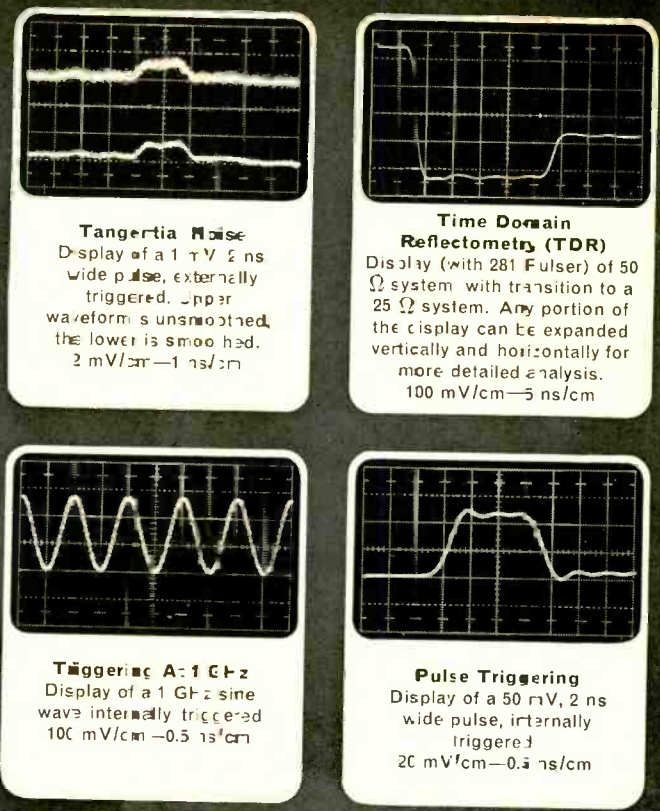 Tangential Noise
Display of a 1 mV, 2 ns
wide pulse, externally
triggered. Upper
waveform is unsmoothed,
the lower is smoothed.
2 mV/cm—1 ns/cm
Time Domain
Reflectometry (TDR)
Display (with 281 Pulser) of 50
Ω system with transition to a
25 Ω system. Any portion of
the display can be expanded
vertically and horizontally for
more detailed analysis.
100 mV/cm—5 ns/cm
Triggering At 1 GHz
Display of a 1 GHz sine
wave internally triggered
100 mV/cm—0.5 ns/cm
Pulse Triggering
Display of a 50 mV, 2 ns
wide pulse, internally
triggered
20 mV/cm—0.5 ns/cm